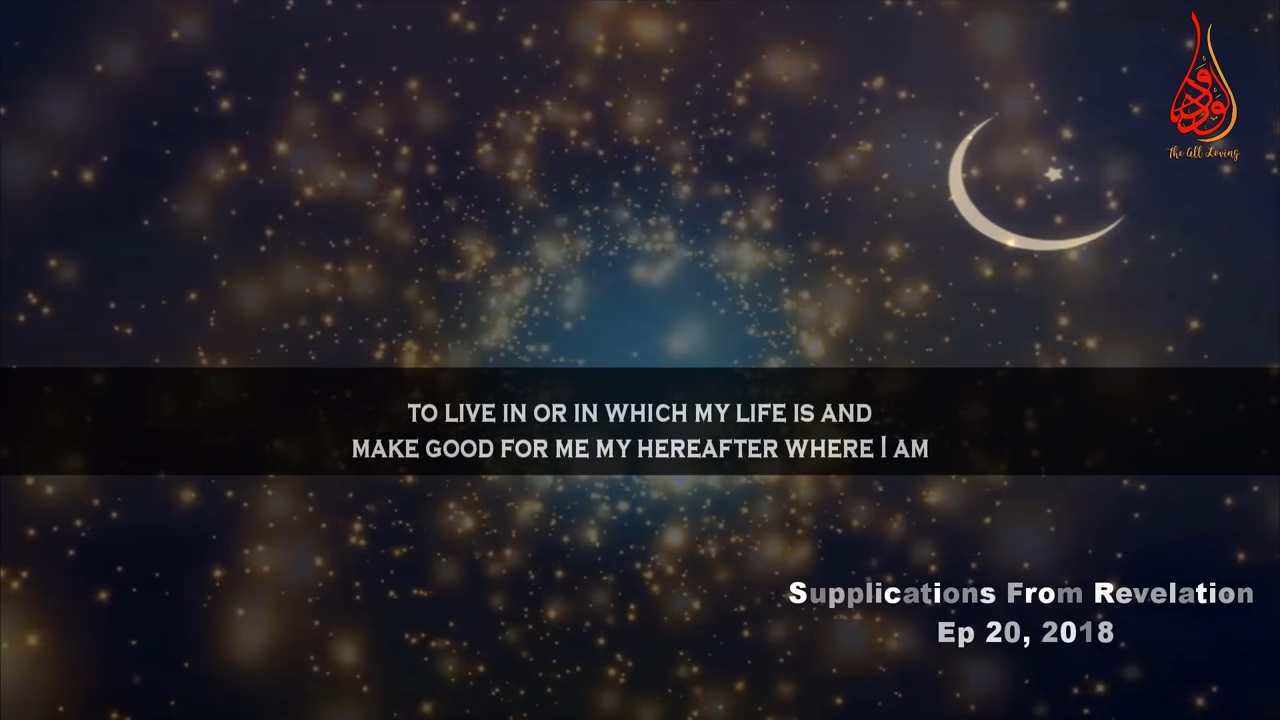 ودود
The All Loving
TO LIVE IN OR IN WHICH MY LIFE IS AND
MAKE GOOD FOR ME MY HEREAFTER WHERE I AM
Supplications From Revelation
Ep 20, 2018